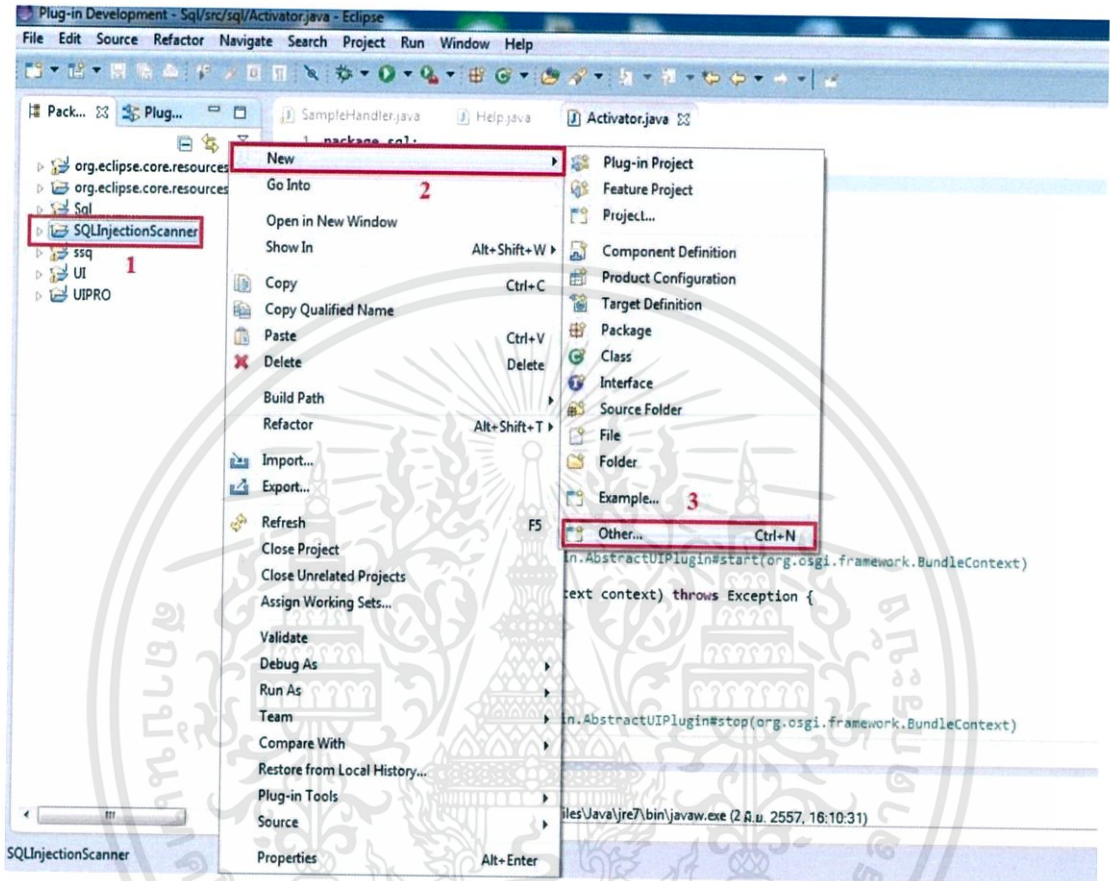 Plug-in Development - Sql/src/sql/Activator.java - Eclipse
File Edit Source Refactor Navigate Search Project Run Window Help
Pack... Plug...
SampleHandler.java Help.java Activator.java
1 package sql;
org.eclipse.core.resources
org.eclipse.core.resources
Sql
SQLInjectionScanner
1
ssq
UI
UIPRO
New
2
Go Into
Open in New Window
Show In Alt+Shift+W
Copy Ctrl+C
Copy Qualified Name
Paste Ctrl+V
Delete Delete
Build Path
Refactor Alt+Shift+T
Import...
Export...
Refresh F5
Close Project
Close Unrelated Projects
Assign Working Sets...
Validate
Debug As
Run As
Team
Compare With
Restore from Local History...
Plug-in Tools
Source
Properties Alt+Enter
Plug-in Project
Feature Project
Project...
Component Definition
Product Configuration
Target Definition
Package
Class
Interface
Source Folder
File
Folder
Example...
3
Other... Ctrl+N
in.AbstractUIPlugin#start(org.osgi.framework.BundleContext)
text context) throws Exception {
in.AbstractUIPlugin#stop(org.osgi.framework.BundleContext)
iles\Java\jre7\bin\javaw.exe (2 มิ.ย. 2557, 16:10:31)
SQLInjectionScanner